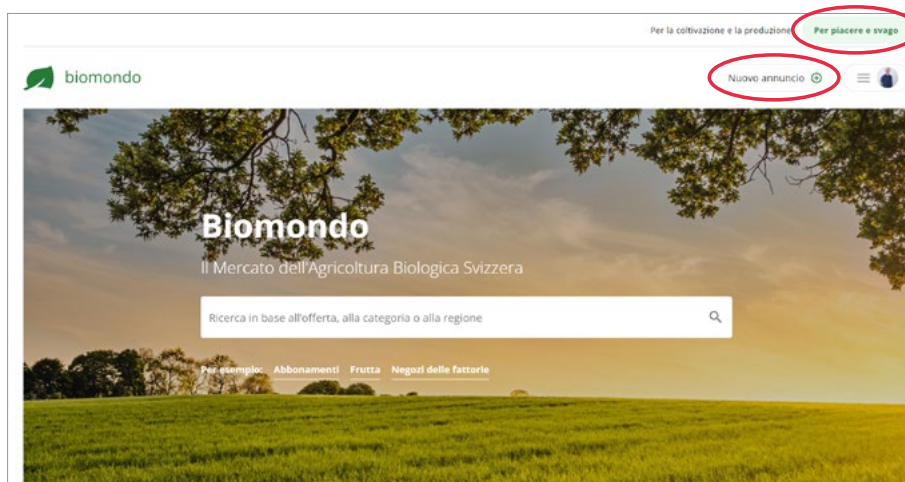 Per la coltivazione e la produzione Per piacere e svago
biomondo
Nuovo annuncio
Biomondo
Il Mercato dell'Agricoltura Biologica Svizzera
Ricerca in base all'offerta, alla categoria o alla regione
Per esempio: Abbonamenti Frutta Negozi delle fattorie